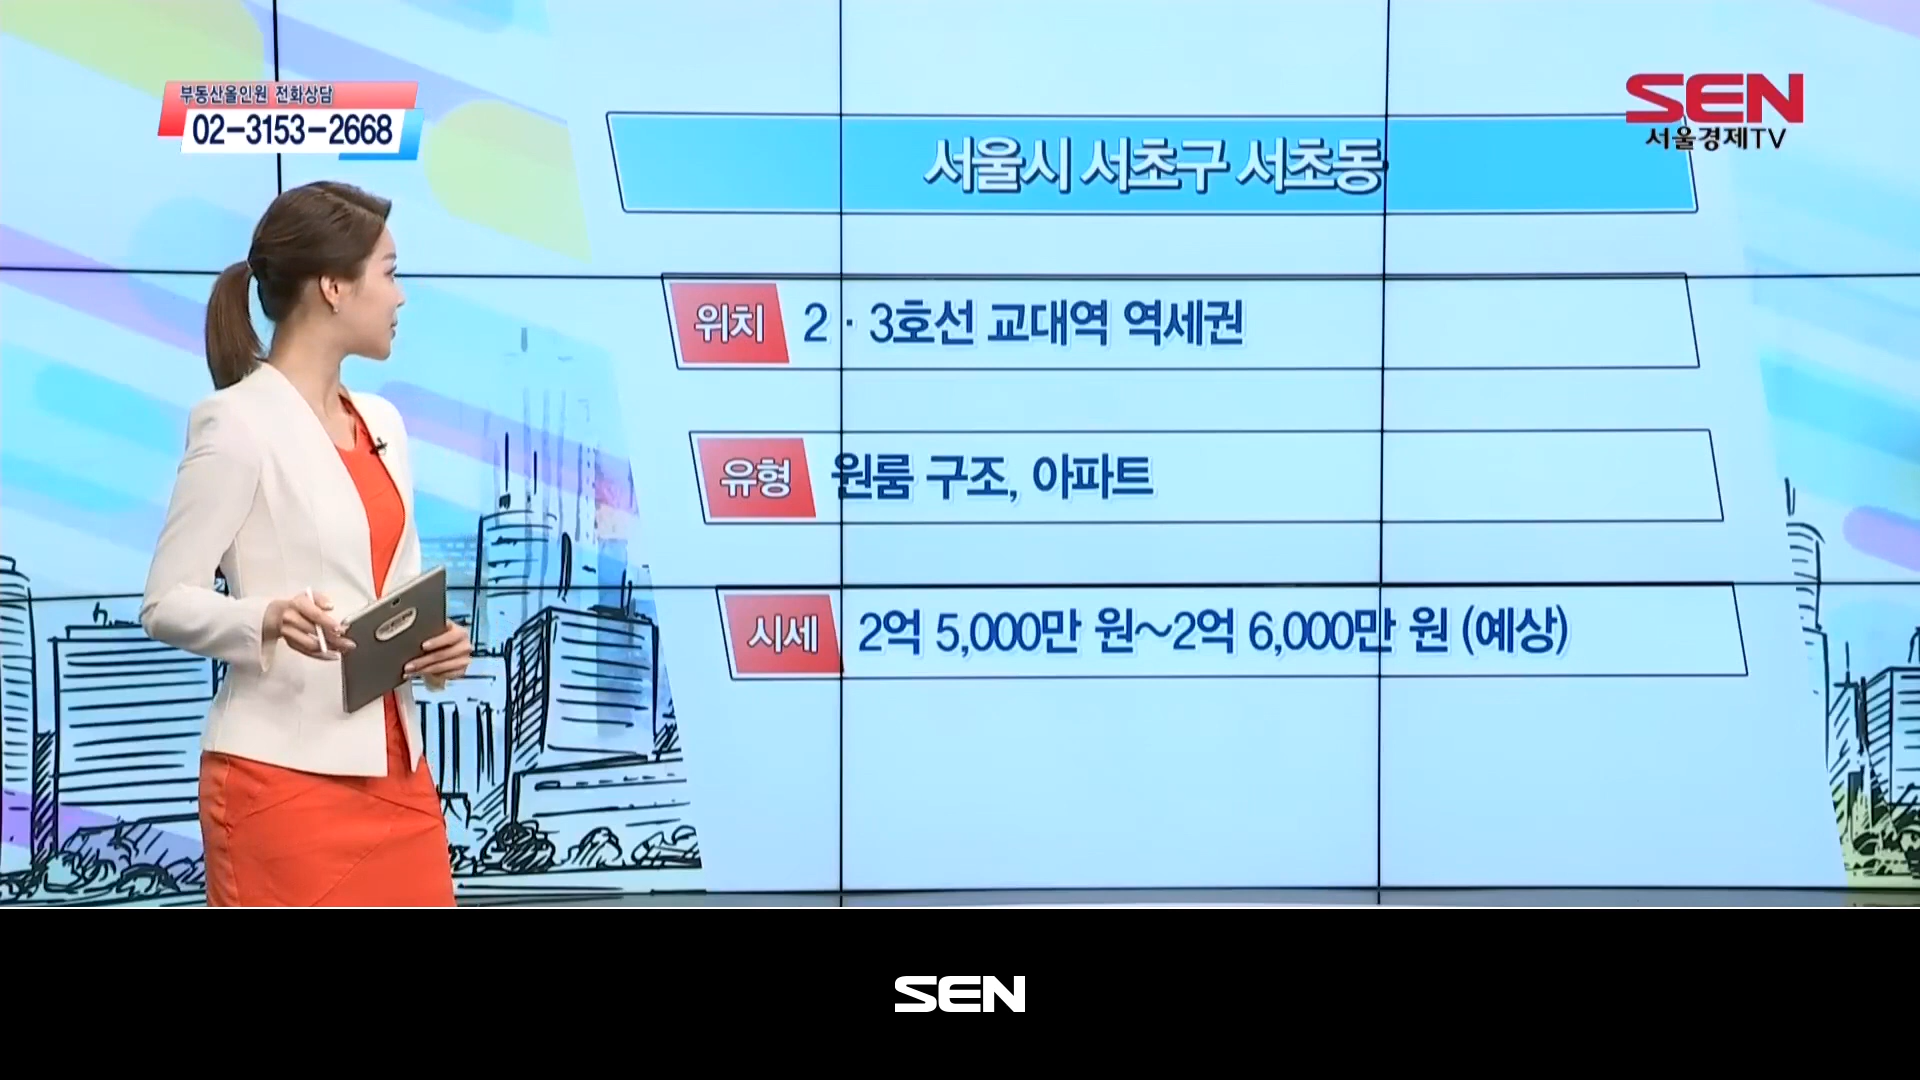 부동산올인원 전화상담
02-3153-2668
SEN
서울경제TV
서울시 서초구 서초동
위치 2·3호선 교대역 역세권
유형 원룸 구조, 아파트
시세 2억 5,000만 원~2억 6,000만 원 (예상)
SEN
SEN